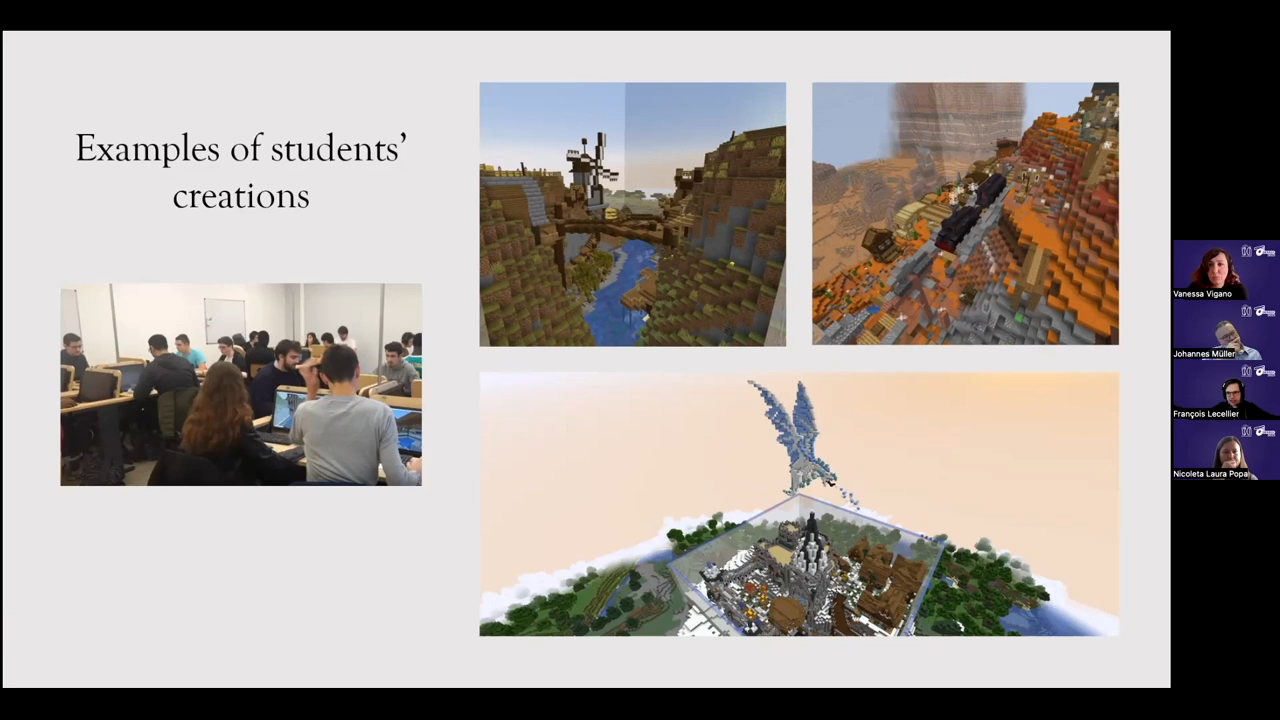 Examples of students’
creations
Vanessa Vigano
Johannes Müller
François Lecellier
Nicoleta Laura Popa